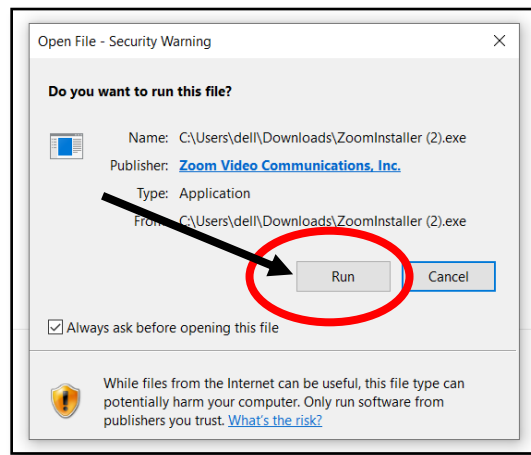 Open File - Security Warning
Do you want to run this file?
Name: C:\Users\dell\Downloads\ZoomInstaller (2).exe
Publisher: Zoom Video Communications, Inc.
Type: Application
From: C:\Users\dell\Downloads\ZoomInstaller (2).exe
Run Cancel
Always ask before opening this file
While files from the Internet can be useful, this file type can
potentially harm your computer. Only run software from
publishers you trust. What's the risk?